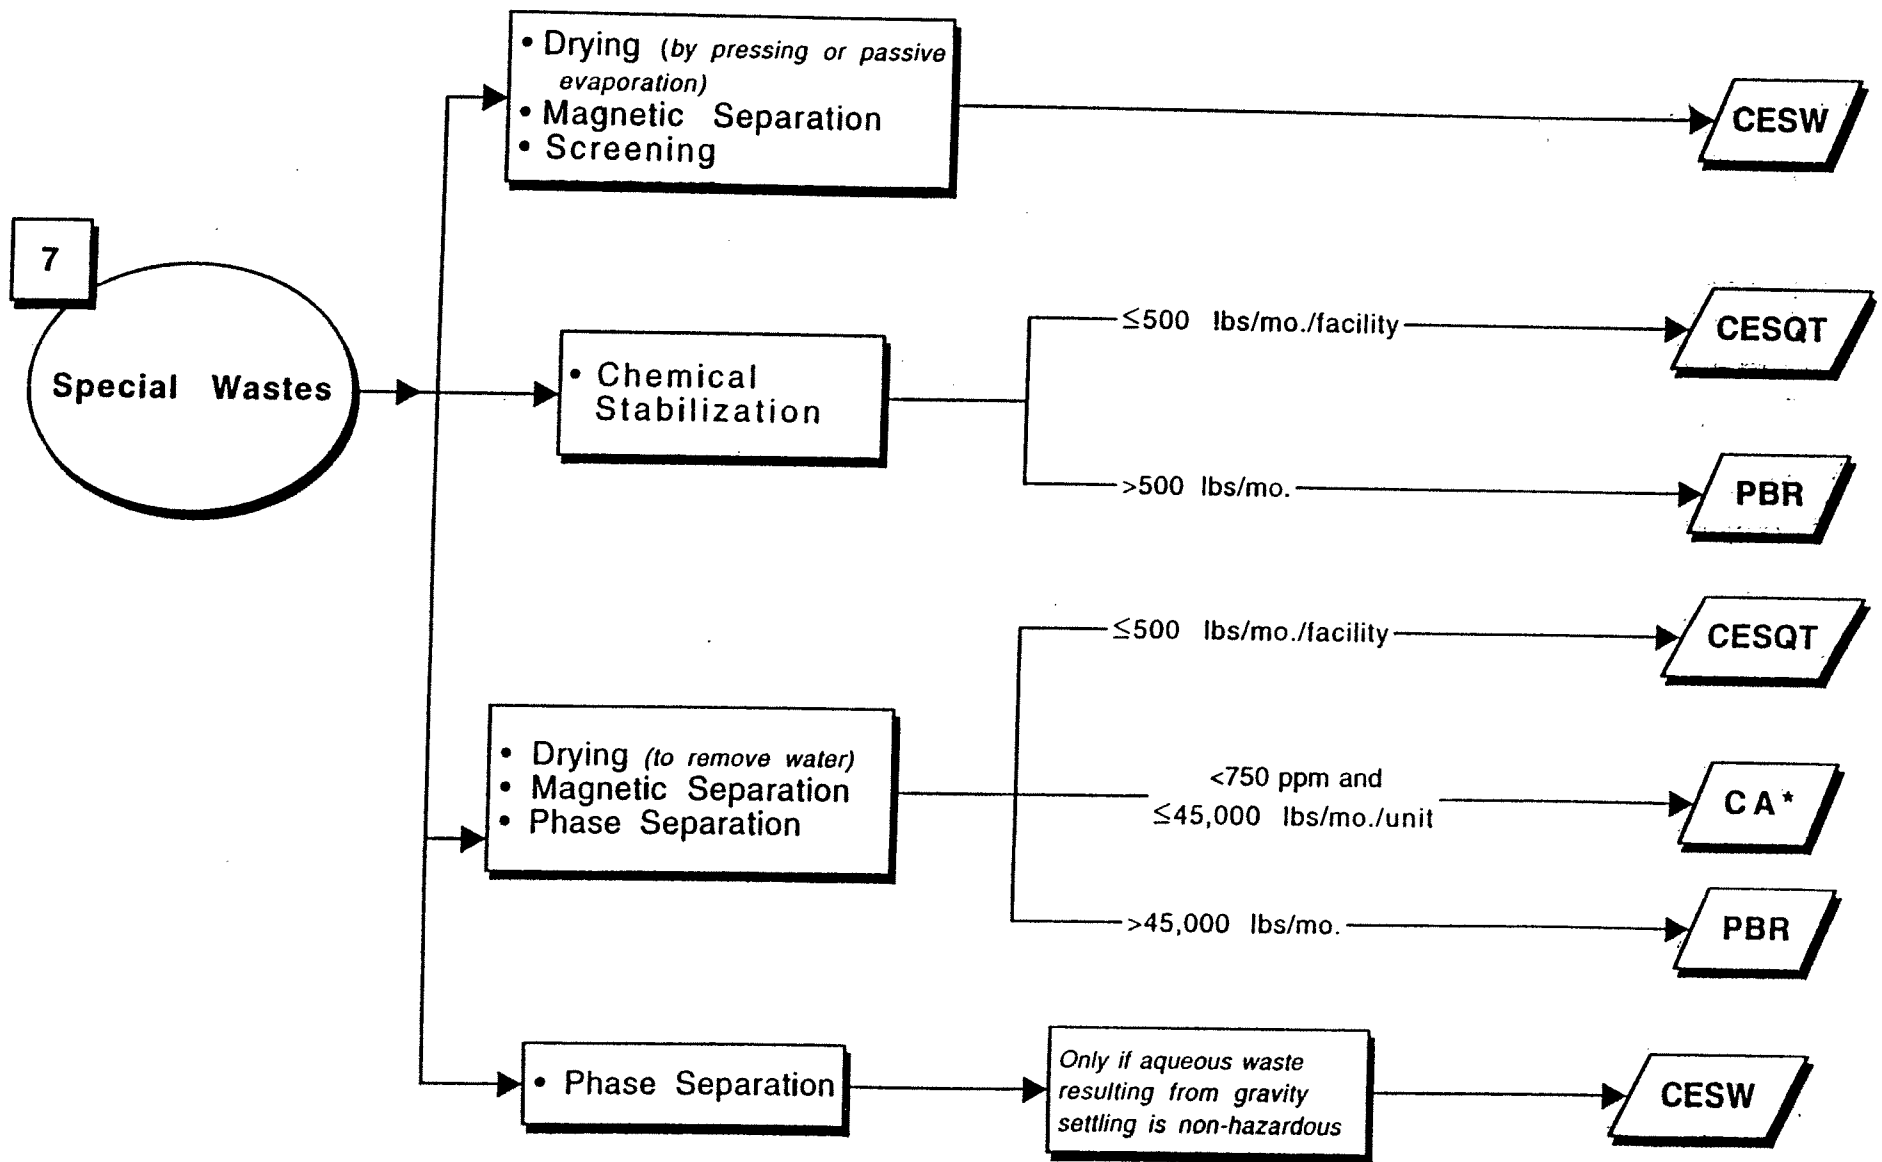 • Drying (by pressing or passive
evaporation)
• Magnetic Separation
• Screening
CESW
7
Special Wastes
• Chemical
Stabilization
≤500 lbs/mo./facility
CESQT
>500 lbs/mo.
PBR
• Drying (to remove water)
• Magnetic Separation
• Phase Separation
≤500 lbs/mo./facility
CESQT
<750 ppm and
≤45,000 lbs/mo./unit
CA*
>45,000 lbs/mo.
PBR
• Phase Separation
Only if aqueous waste
resulting from gravity
settling is non-hazardous
CESW